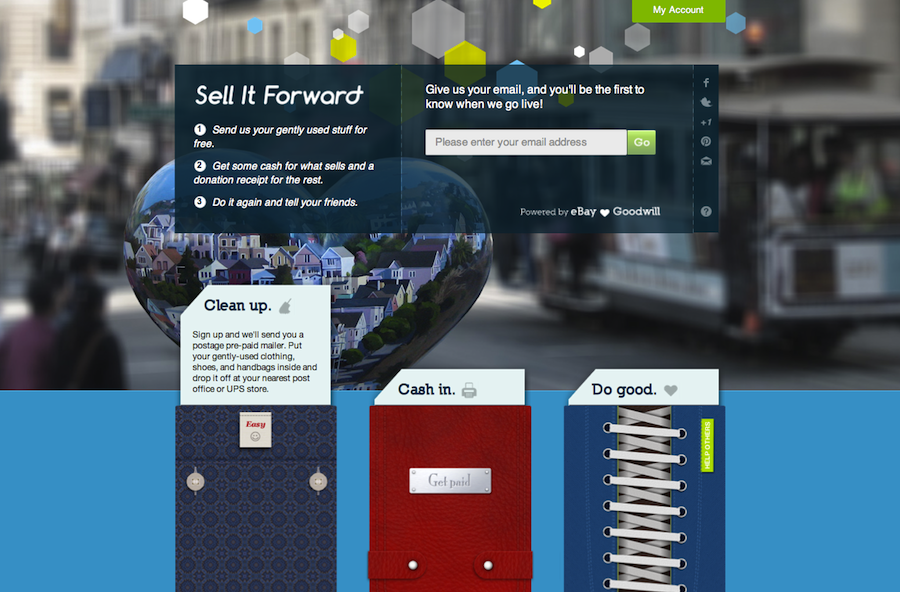 My Account
Sell It Forward
1 Send us your gently used stuff for
free.
2 Get some cash for what sells and a
donation receipt for the rest.
3 Do it again and tell your friends.
Give us your email, and you'll be the first to
know when we go live!
Please enter your email address
Go
Powered by eBay Goodwill
f
+1
?
Clean up.
Sign up and we'll send you a
postage pre-paid mailer. Put
your gently-used clothing,
shoes, and handbags inside and
drop it off at your nearest post
office or UPS store.
Easy
Cash in.
Get paid
Do good.
HELP OTHERS